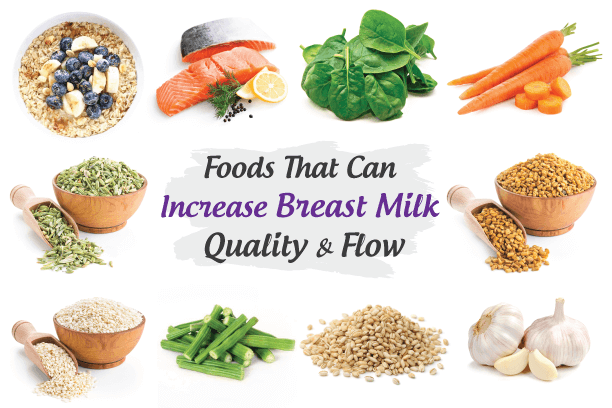 Foods That Can
Increase Breast Milk
Quality & Flow